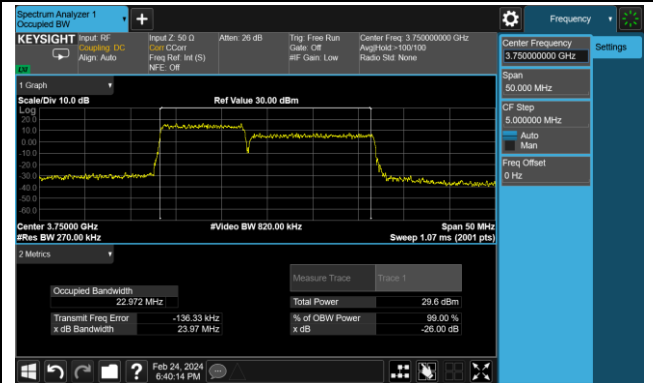 Spectrum Analyzer 1
Occupied BW
Frequency
KEYSIGHT
Input: RF
Coupling: DC
Align: Auto
Input Z: 50 Ω
Corr CCorr
Freq Ref: Int (S)
NFE: Off
Atten: 26 dB
Trig: Free Run
Gate: Off
#IF Gain: Low
Center Freq: 3.750000000 GHz
Avg|Hold:>100/100
Radio Std: None
Center Frequency
3.750000000 GHz
Settings
Span
50.000 MHz
CF Step
5.000000 MHz
Auto
Man
Freq Offset
0 Hz
1 Graph
Scale/Div 10.0 dB
Ref Value 30.00 dBm
Log
20.0
10.0
0.00
-10.0
-20.0
-30.0
-40.0
-50.0
-60.0
Center 3.75000 GHz
#Video BW 820.00 kHz
Span 50 MHz
#Res BW 270.00 kHz
Sweep 1.07 ms (2001 pts)
2 Metrics
Measure Trace
Trace 1
Occupied Bandwidth
22.972 MHz
Total Power
29.6 dBm
Transmit Freq Error
-136.33 kHz
% of OBW Power
99.00 %
x dB Bandwidth
23.97 MHz
x dB
-26.00 dB
Feb 24, 2024
6:40:14 PM